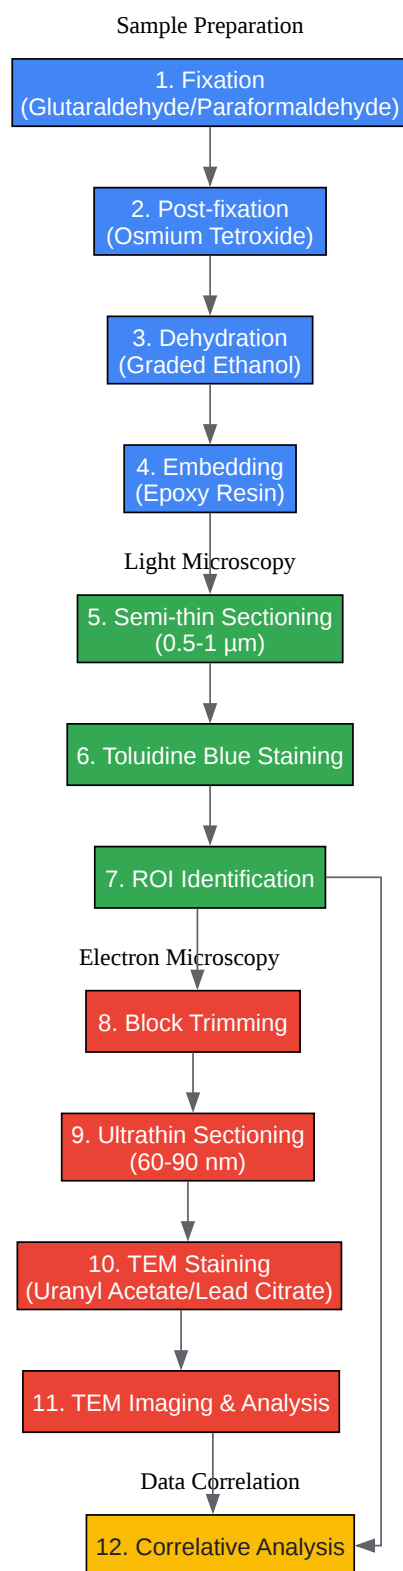 Sample Preparation
1. Fixation
(Glutaraldehyde/Paraformaldehyde)
2. Post-fixation
(Osmium Tetroxide)
3. Dehydration
(Graded Ethanol)
4. Embedding
(Epoxy Resin)
Light Microscopy
5. Semi-thin Sectioning
(0.5-1 µm)
6. Toluidine Blue Staining
7. ROI Identification
Electron Microscopy
8. Block Trimming
9. Ultrathin Sectioning
(60-90 nm)
10. TEM Staining
(Uranyl Acetate/Lead Citrate)
11. TEM Imaging & Analysis
Data Correlation
12. Correlative Analysis